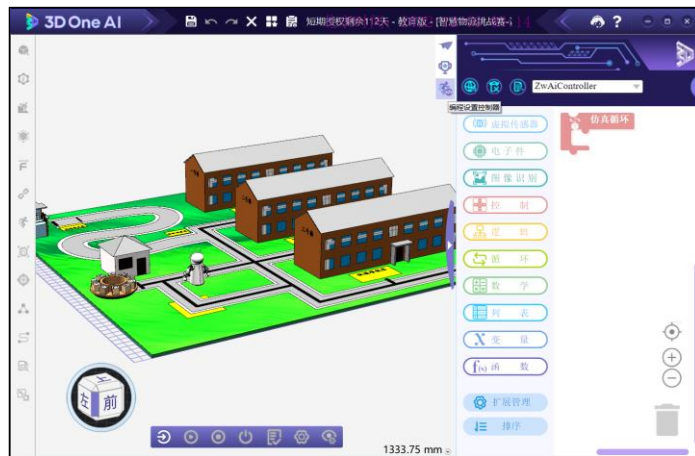 3D One AI
短期授权剩余112天 - 教育版 - [智慧物流挑战赛-
14
ZwAiController
编程设置控制器
仿真循环
虚拟传感器
电子件
图像识别
控 制
逻 辑
循 环
数 学
列 表
变 量
f(x) 函 数
扩展管理
排序
上
左
前
1333.75 mm